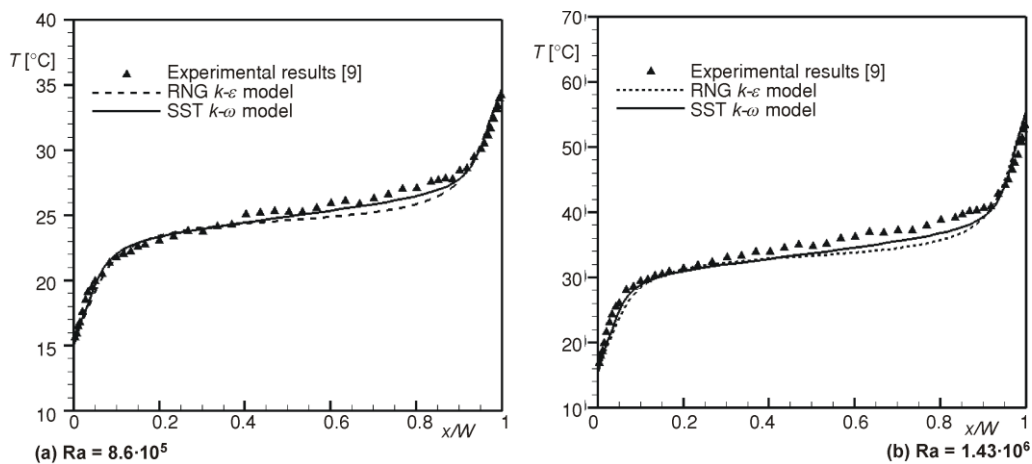 40
T [°C]
35
30
25
20
15
10
▲ Experimental results [9]
RNG k-ε model
SST k-ω model
0 0.2 0.4 0.6 0.8 1
x/W
(a) Ra = 8.6·10⁵
70
T [°C]
60
50
40
30
20
10
▲ Experimental results [9]
RNG k-ε model
SST k-ω model
0 0.2 0.4 0.6 0.8 1
x/W
(b) Ra = 1.43·10⁶